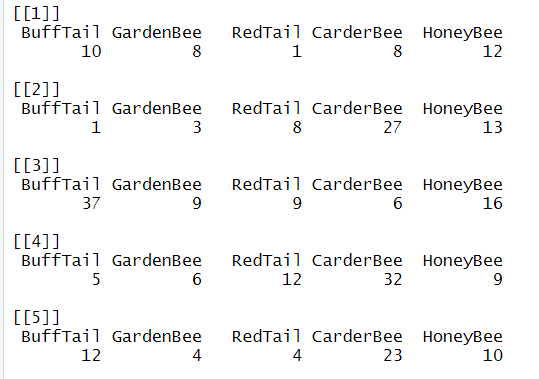 [[1]]
BuffTail GardenBee RedTail CarderBee HoneyBee
10 8 1 8 12
[[2]]
BuffTail GardenBee RedTail CarderBee HoneyBee
1 3 8 27 13
[[3]]
BuffTail GardenBee RedTail CarderBee HoneyBee
37 9 9 6 16
[[4]]
BuffTail GardenBee RedTail CarderBee HoneyBee
5 6 12 32 9
[[5]]
BuffTail GardenBee RedTail CarderBee HoneyBee
12 4 4 23 10